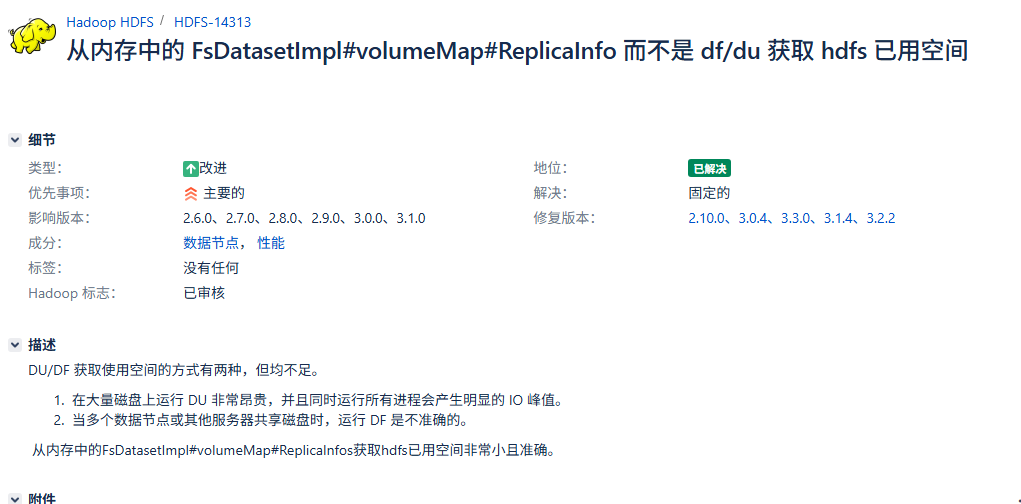 Hadoop HDFS / HDFS-14313
从内存中的 FsDatasetImpl#volumeMap#ReplicaInfo 而不是 df/du 获取 hdfs 已用空间
细节
类型： 改进 地位： 已解决
优先事项： 主要的 解决： 固定的
影响版本： 2.6.0、2.7.0、2.8.0、2.9.0、3.0.0、3.1.0 修复版本： 2.10.0、3.0.4、3.3.0、3.1.4、3.2.2
成分： 数据节点， 性能
标签： 没有任何
Hadoop 标志： 已审核
描述
DU/DF 获取使用空间的方式有两种，但均不足。
1. 在大量磁盘上运行 DU 非常昂贵，并且同时运行所有进程会产生明显的 IO 峰值。
2. 当多个数据节点或其他服务器共享磁盘时，运行 DF 是不准确的。
从内存中的FsDatasetImpl#volumeMap#ReplicaInfos获取hdfs已用空间非常小且准确。
附件